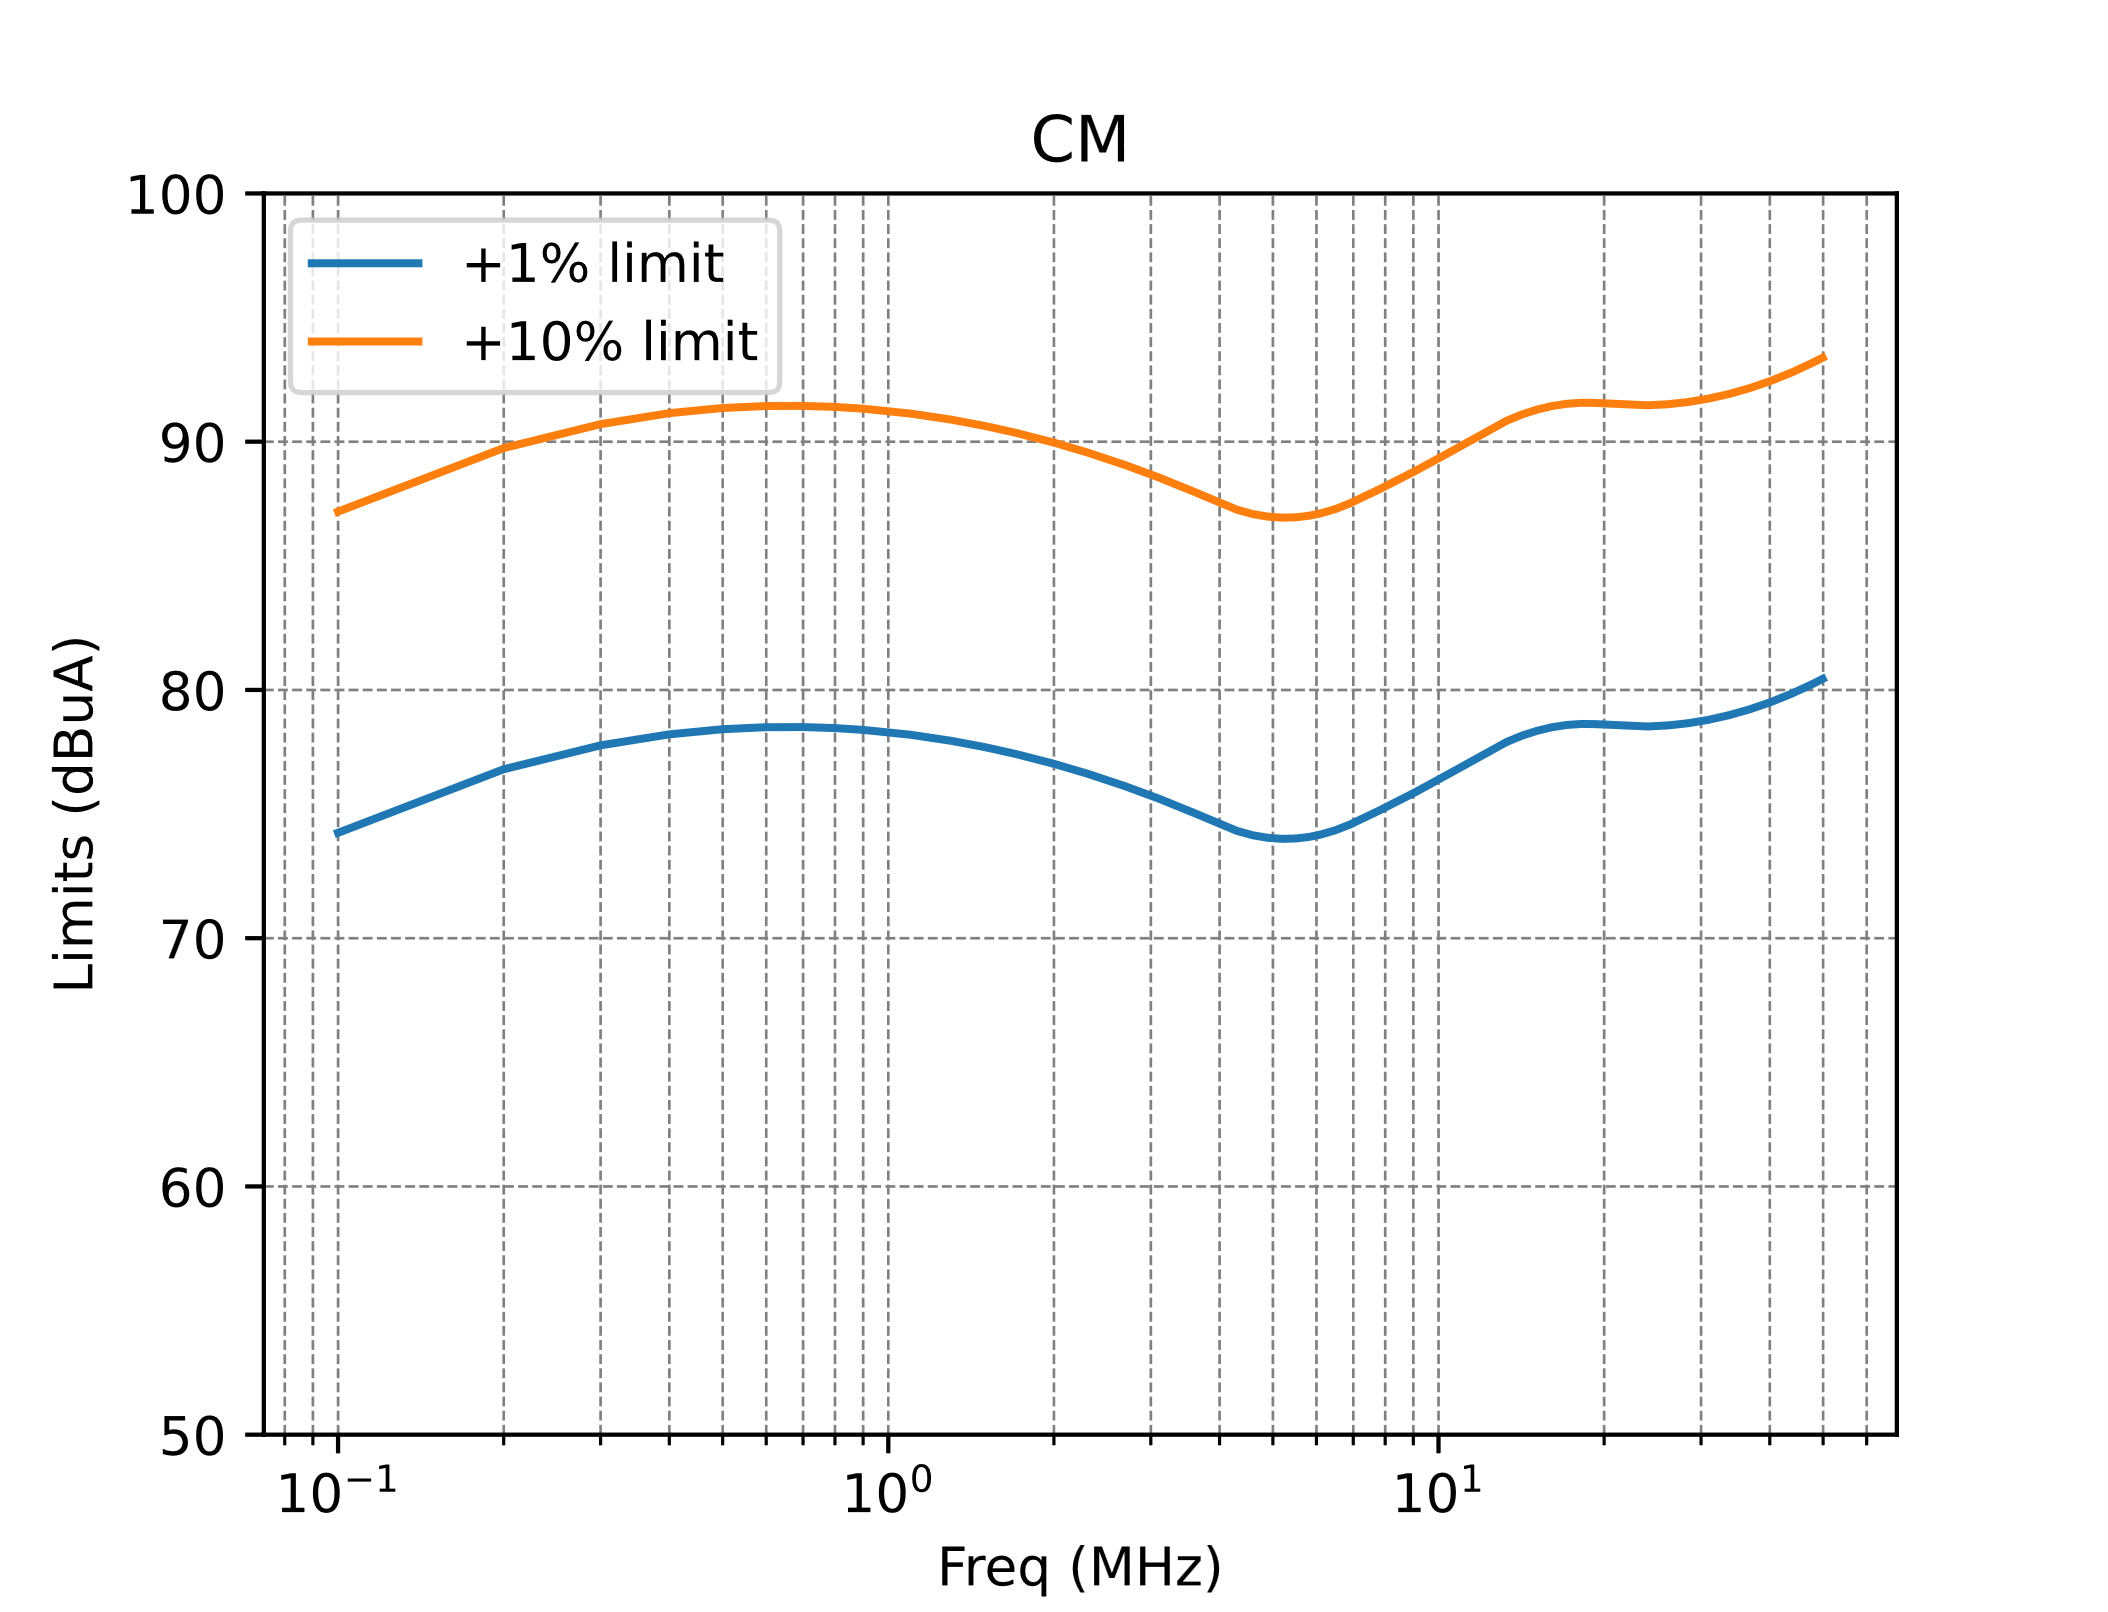 CM
100
90
80
70
60
50
+1% limit
+10% limit
Limits (dBuA)
10⁻¹
10⁰
10¹
Freq (MHz)